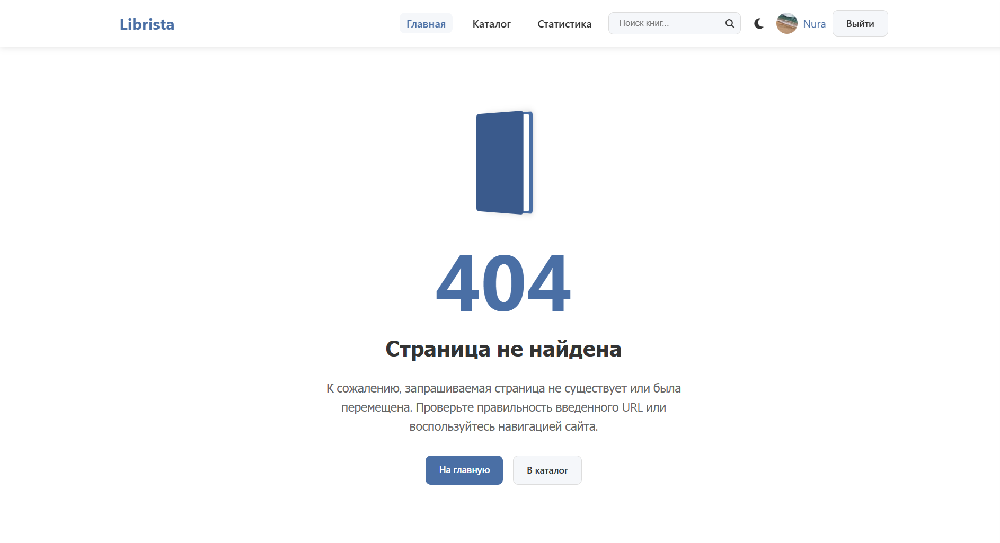 Librista
Главная
Каталог
Статистика
Поиск книг...
Nura
Выйти
404
Страница не найдена
К сожалению, запрашиваемая страница не существует или была
перемещена. Проверьте правильность введенного URL или
воспользуйтесь навигацией сайта.
На главную
В каталог